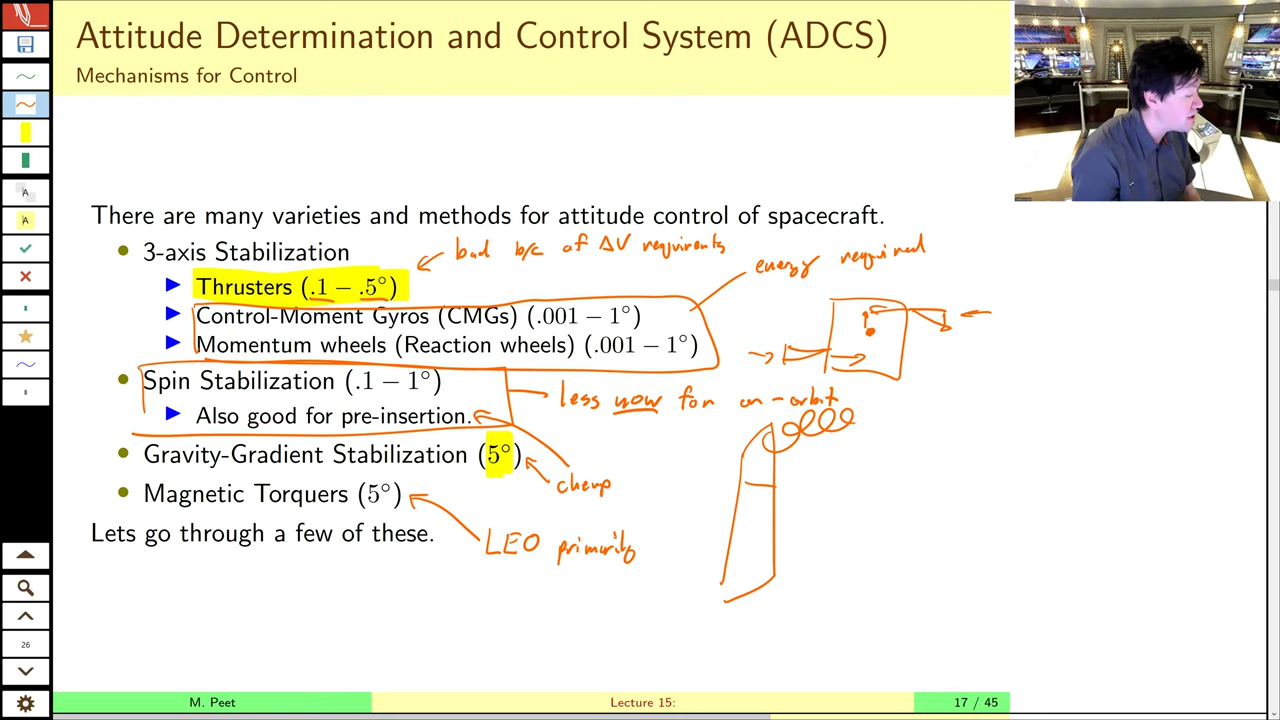 Attitude Determination and Control System (ADCS)
Mechanisms for Control
There are many varieties and methods for attitude control of spacecraft.
• 3-axis Stabilization
bad b/c of ΔV requirements
▶ Thrusters (.1 − .5°)
energy required
▶ Control-Moment Gyros (CMGs) (.001 − 1°)
▶ Momentum wheels (Reaction wheels) (.001 − 1°)
• Spin Stabilization (.1 − 1°)
less now for on-orbit
▶ Also good for pre-insertion.
• Gravity-Gradient Stabilization (5°)
cheap
• Magnetic Torquers (5°)
LEO primarily
Lets go through a few of these.
26
M. Peet
Lecture 15:
17 / 45